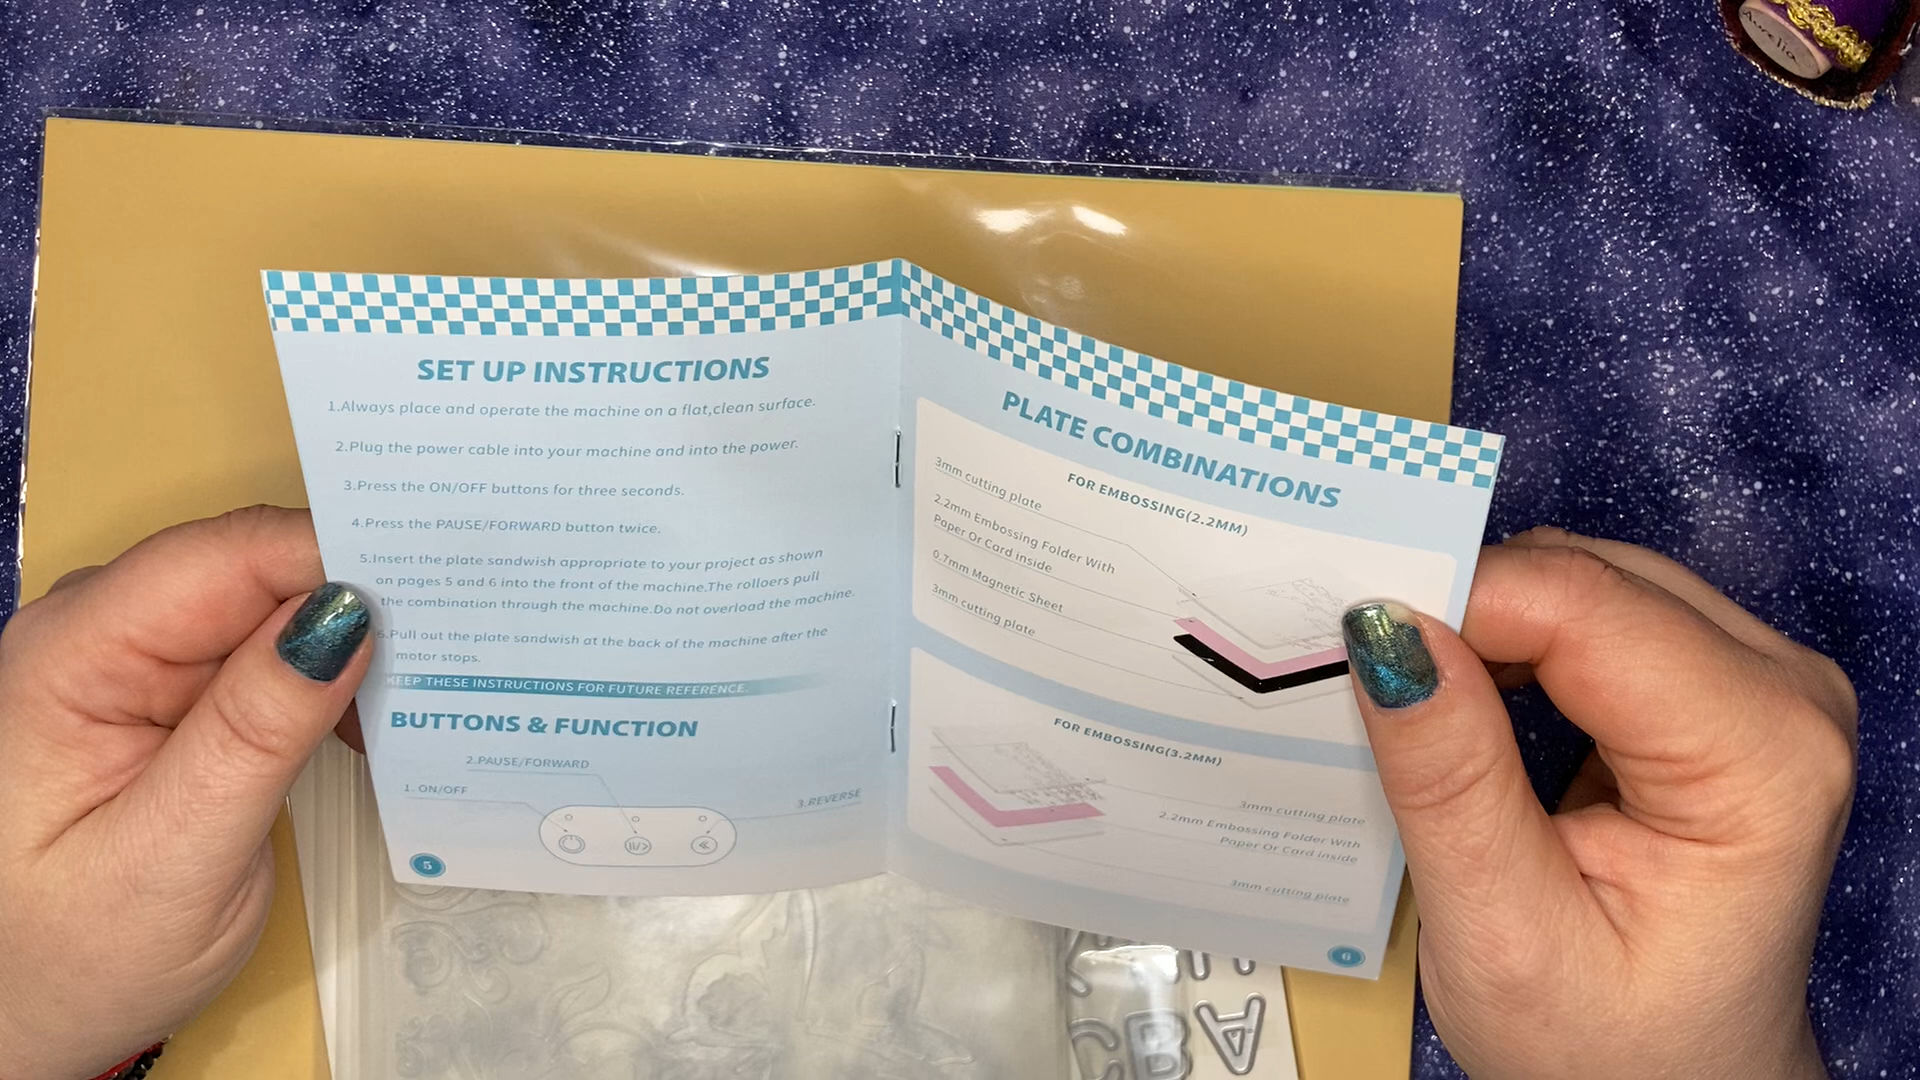 Aurelia
SET UP INSTRUCTIONS
1.Always place and operate the machine on a flat,clean surface.
2.Plug the power cable into your machine and into the power.
3.Press the ON/OFF buttons for three seconds.
4.Press the PAUSE/FORWARD button twice.
5.Insert the plate sandwish appropriate to your project as shown
on pages 5 and 6 into the front of the machine.The rolloers pull
the combination through the machine.Do not overload the machine.
6.Pull out the plate sandwish at the back of the machine after the
motor stops.
KEEP THESE INSTRUCTIONS FOR FUTURE REFERENCE.
BUTTONS & FUNCTION
2.PAUSE/FORWARD
1. ON/OFF
3.REVERSE
5
PLATE COMBINATIONS
FOR EMBOSSING(2.2MM)
3mm cutting plate
2.2mm Embossing Folder With
Paper Or Card inside
0.7mm Magnetic Sheet
3mm cutting plate
FOR EMBOSSING(3.2MM)
3mm cutting plate
2.2mm Embossing Folder With
Paper Or Card inside
3mm cutting plate
6
C B A